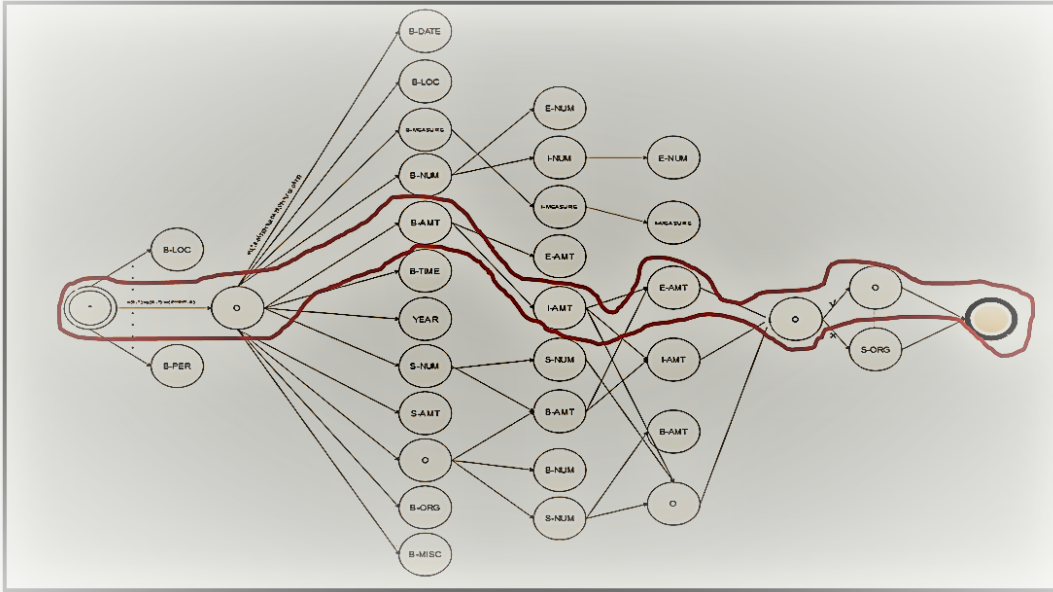 B-LOC
B-PER
O
B-DATE
B-LOC
B-MEASURE
B-NUM
B-AMT
B-TIME
YEAR
S-NUM
S-AMT
O
B-ORG
B-MISC
E-NUM
I-NUM
I-MEASURE
E-AMT
I-AMT
S-NUM
B-AMT
B-NUM
S-NUM
E-NUM
E-AMT
I-AMT
B-AMT
O
O
Y
X
O
S-ORG